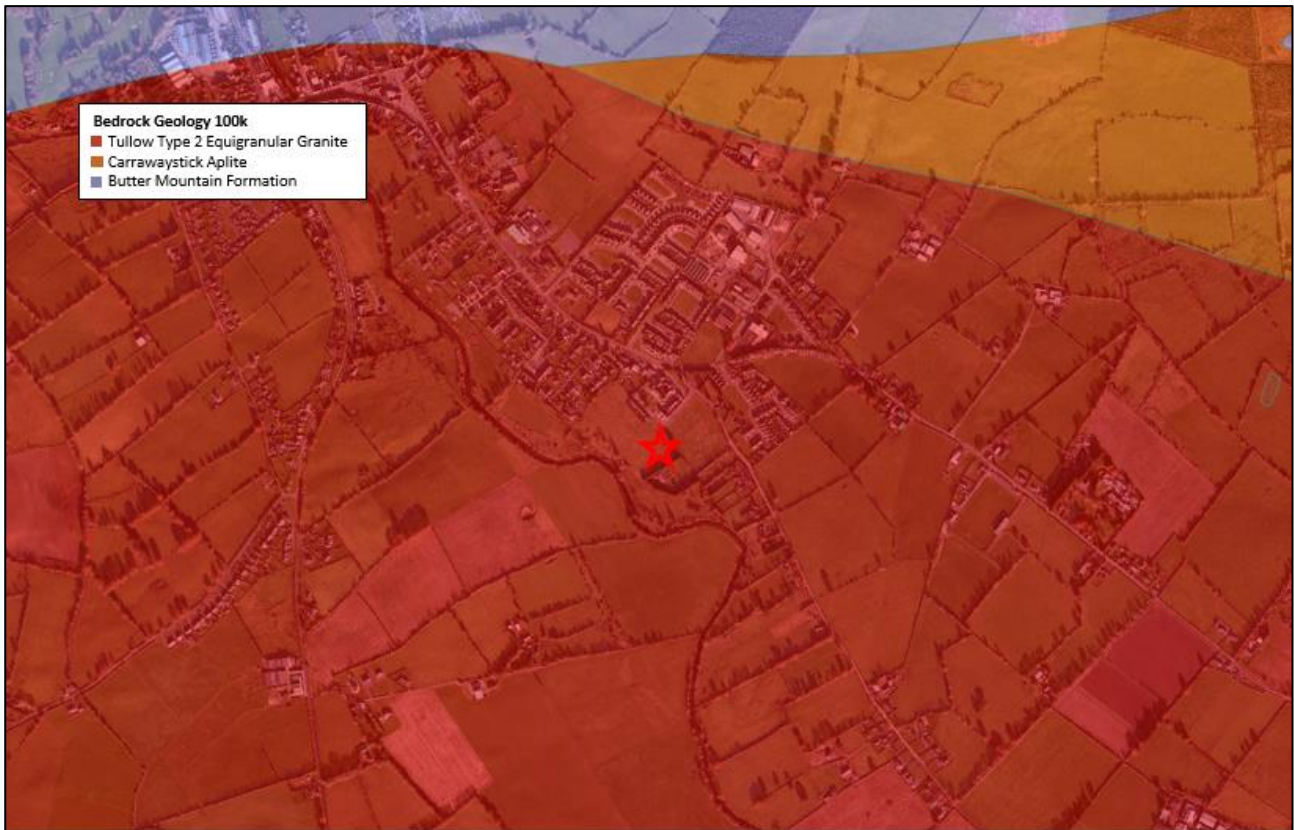 Bedrock Geology 100k
Tullow Type 2 Equigranular Granite
Carrawaystick Aplite
Butter Mountain Formation